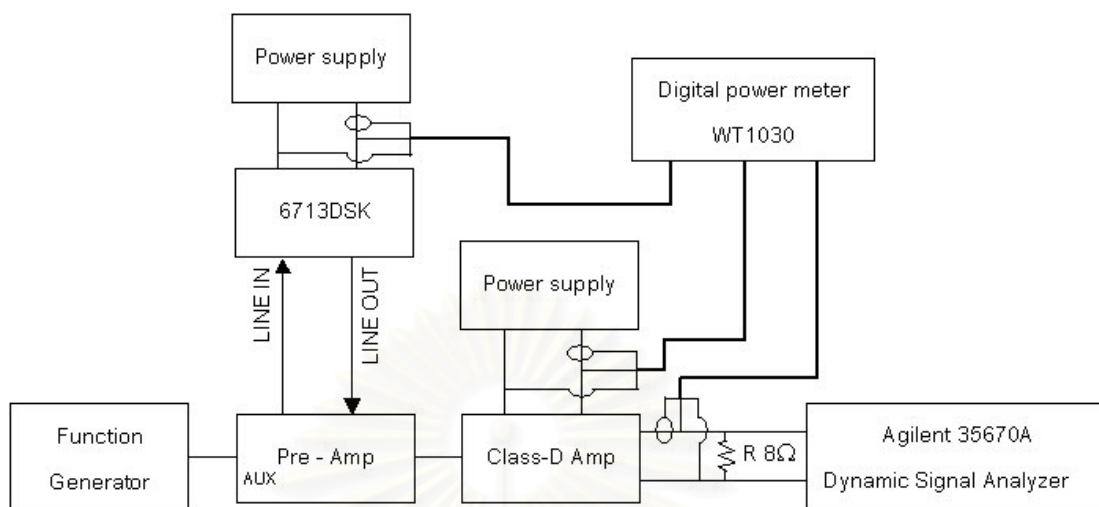 Power supply
Digital power meter
WT1030
6713DSK
LINE IN
LINE OUT
Power supply
Function
Generator
Pre - Amp
AUX
Class-D Amp
R 8Ω
Agilent 35670A
Dynamic Signal Analyzer